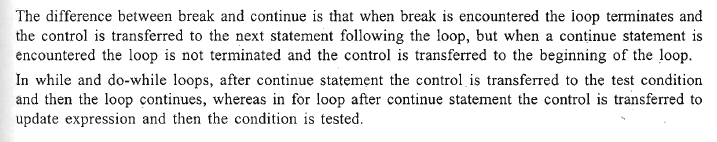 The difference between break and continue is that when break is encountered the loop terminates and
the control is transferred to the next statement following the loop, but when a continue statement is
encountered the loop is not terminated and the control is transferred to the beginning of the loop.
In while and do-while loops, after continue statement the control is transferred to the test condition
and then the loop continues, whereas in for loop after continue statement the control is transferred to
update expression and then the condition is tested.